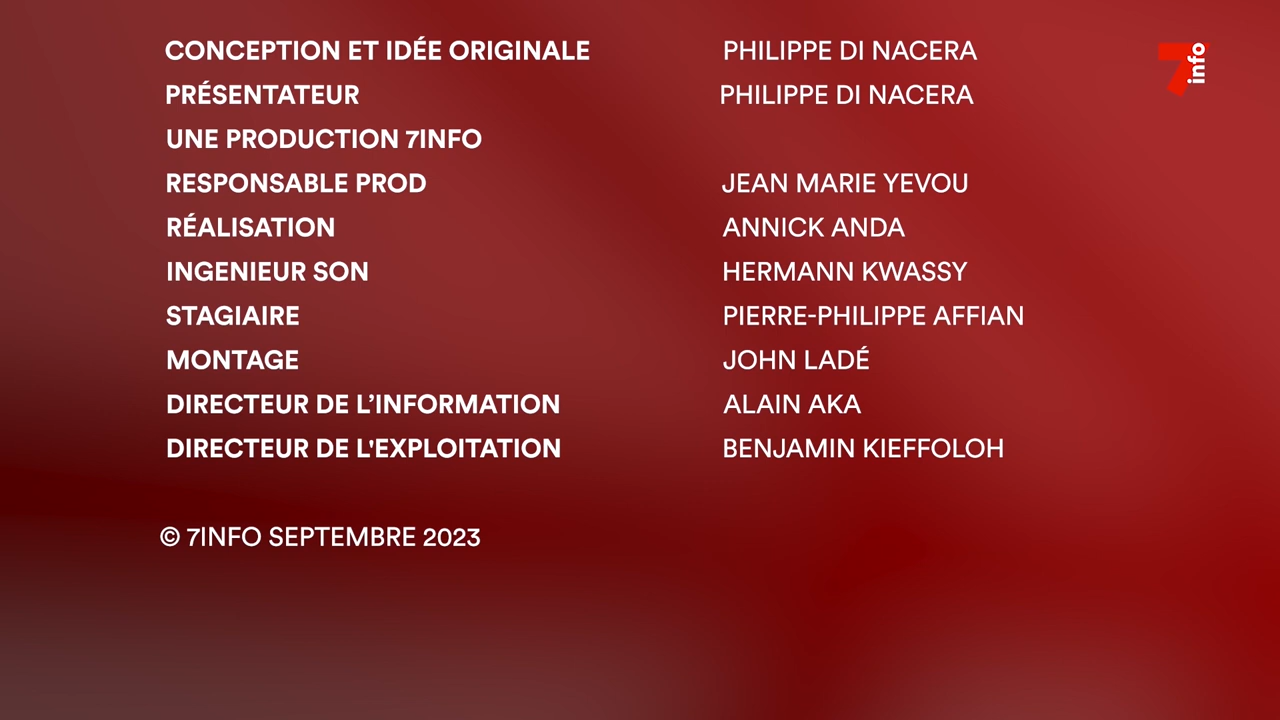 CONCEPTION ET IDÉE ORIGINALE PHILIPPE DI NACERA
PRÉSENTATEUR PHILIPPE DI NACERA
UNE PRODUCTION 7INFO
RESPONSABLE PROD JEAN MARIE YEVOU
RÉALISATION ANNICK ANDA
INGENIEUR SON HERMANN KWASSY
STAGIAIRE PIERRE-PHILIPPE AFFIAN
MONTAGE JOHN LADÉ
DIRECTEUR DE L’INFORMATION ALAIN AKA
DIRECTEUR DE L'EXPLOITATION BENJAMIN KIEFFOLOH
© 7INFO SEPTEMBRE 2023
7info